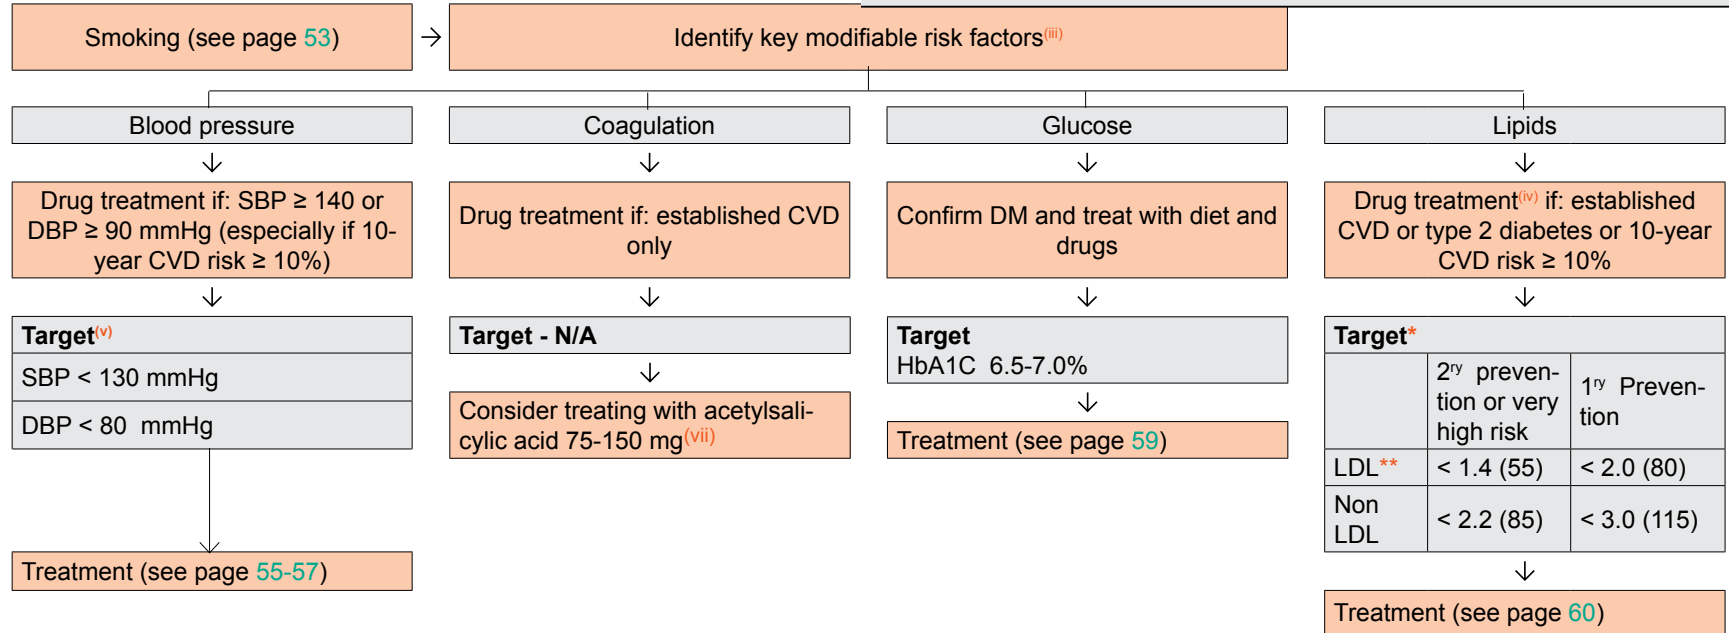 Smoking (see page 53)
→
Identify key modifiable risk factors(iii)
Blood pressure
Drug treatment if: SBP ≥ 140 or
DBP ≥ 90 mmHg (especially if 10-
year CVD risk ≥ 10%)
Target(v)
SBP < 130 mmHg
DBP < 80 mmHg
Treatment (see page 55-57)
Coagulation
Drug treatment if: established CVD
only
Target - N/A
Consider treating with acetylsali-
cylic acid 75-150 mg(vii)
Glucose
Confirm DM and treat with diet and
drugs
Target
HbA1C 6.5-7.0%
Treatment (see page 59)
Lipids
Drug treatment(iv) if: established
CVD or type 2 diabetes or 10-year
CVD risk ≥ 10%
Target*
2ry preven-
tion or very
high risk
1ry Preven-
tion
LDL** < 1.4 (55) < 2.0 (80)
Non
LDL
< 2.2 (85) < 3.0 (115)
Treatment (see page 60)